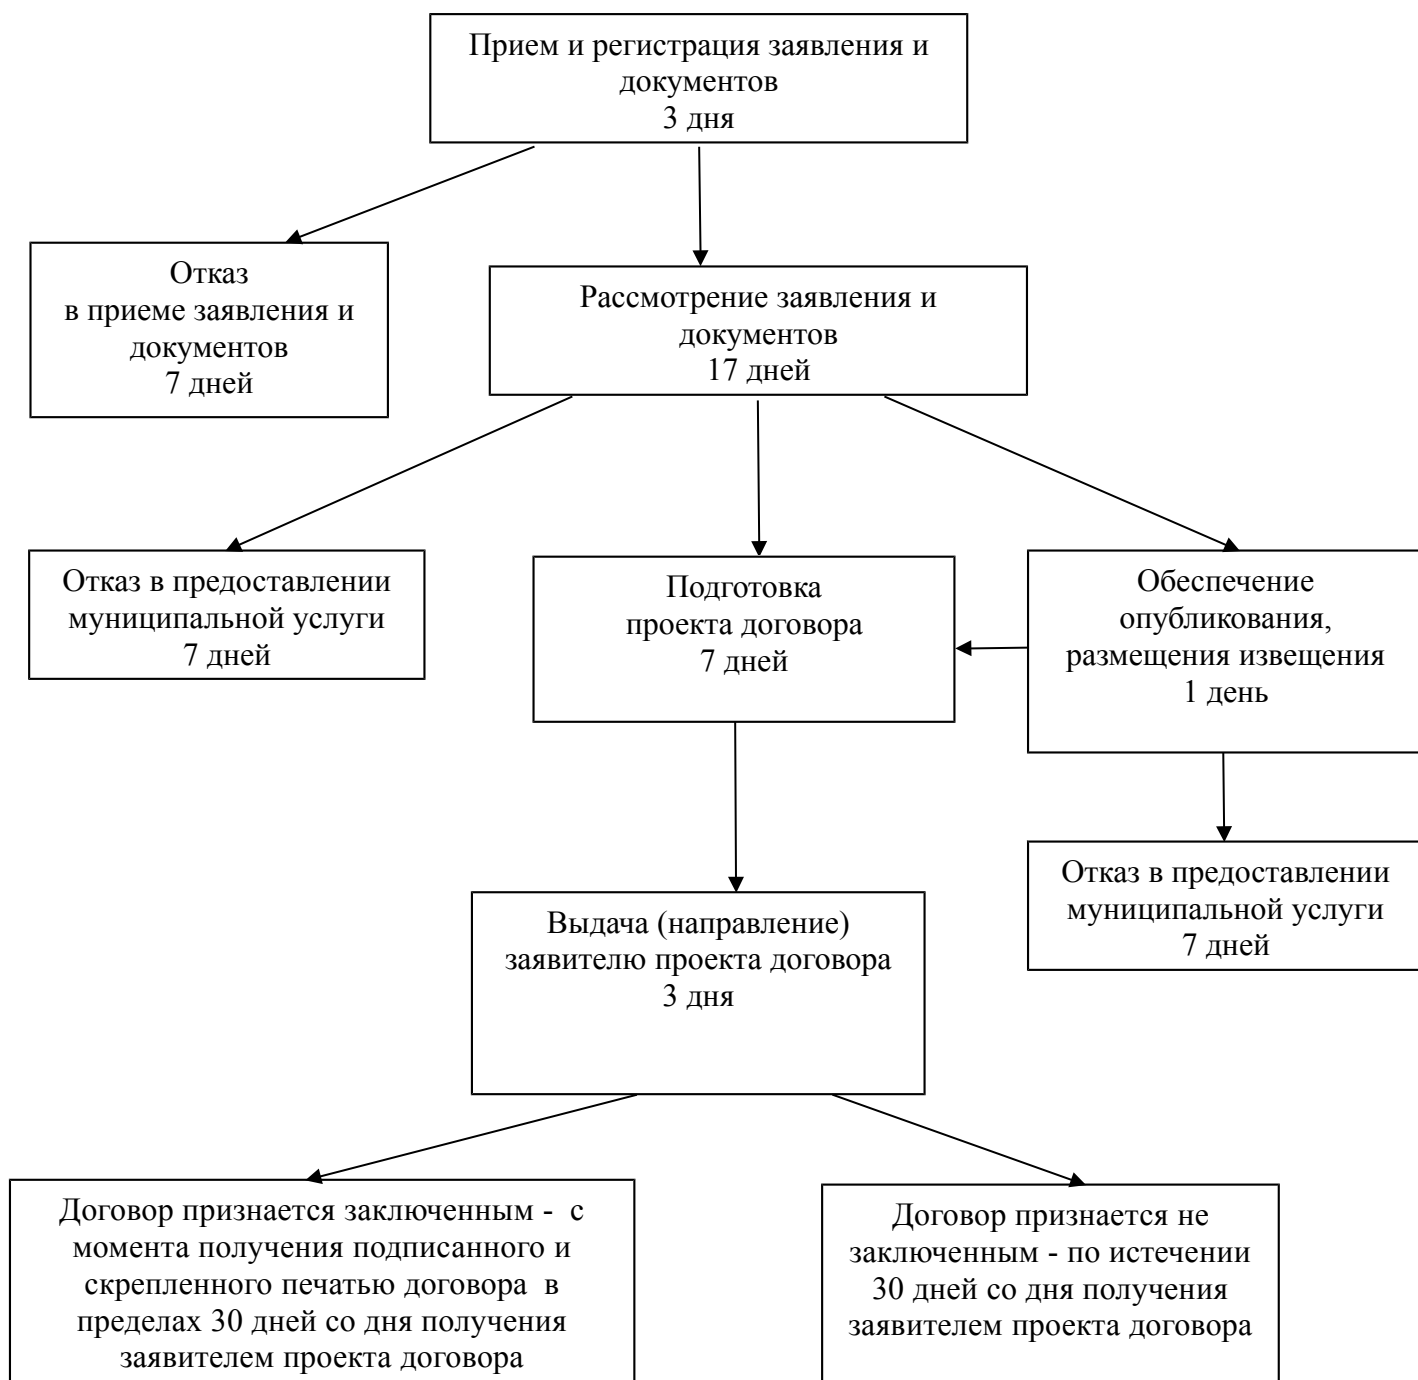 Прием и регистрация заявления и
документов
3 дня
Отказ
в приеме заявления и
документов
7 дней
Рассмотрение заявления и
документов
17 дней
Отказ в предоставлении
муниципальной услуги
7 дней
Подготовка
проекта договора
7 дней
Обеспечение
опубликования,
размещения извещения
1 день
Отказ в предоставлении
муниципальной услуги
7 дней
Выдача (направление)
заявителю проекта договора
3 дня
Договор признается заключенным - с
момента получения подписанного и
скрепленного печатью договора в
пределах 30 дней со дня получения
заявителем проекта договора
Договор признается не
заключенным - по истечении
30 дней со дня получения
заявителем проекта договора